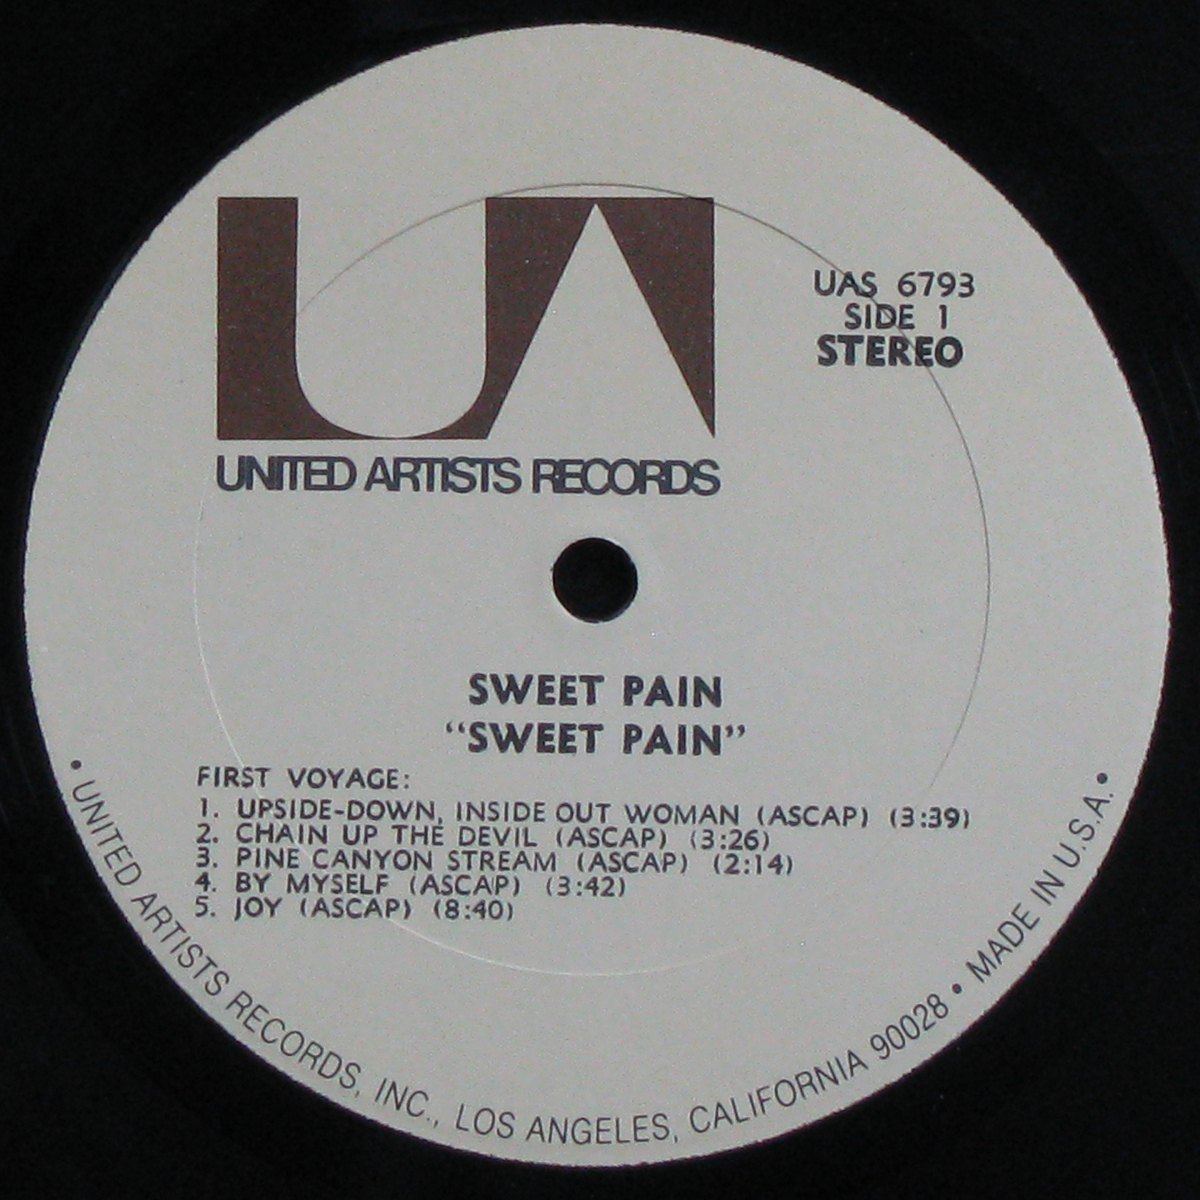 UA
UNITED ARTISTS RECORDS
UAS 6793
SIDE 1
STEREO
SWEET PAIN
“SWEET PAIN”
FIRST VOYAGE:
1. UPSIDE-DOWN, INSIDE OUT WOMAN (ASCAP) (3:39)
2. CHAIN UP THE DEVIL (ASCAP) (3:26)
3. PINE CANYON STREAM (ASCAP) (2:14)
4. BY MYSELF (ASCAP) (3:42)
5. JOY (ASCAP) (8:40)
• UNITED ARTISTS RECORDS, INC., LOS ANGELES, CALIFORNIA 90028 • MADE IN U.S.A. •